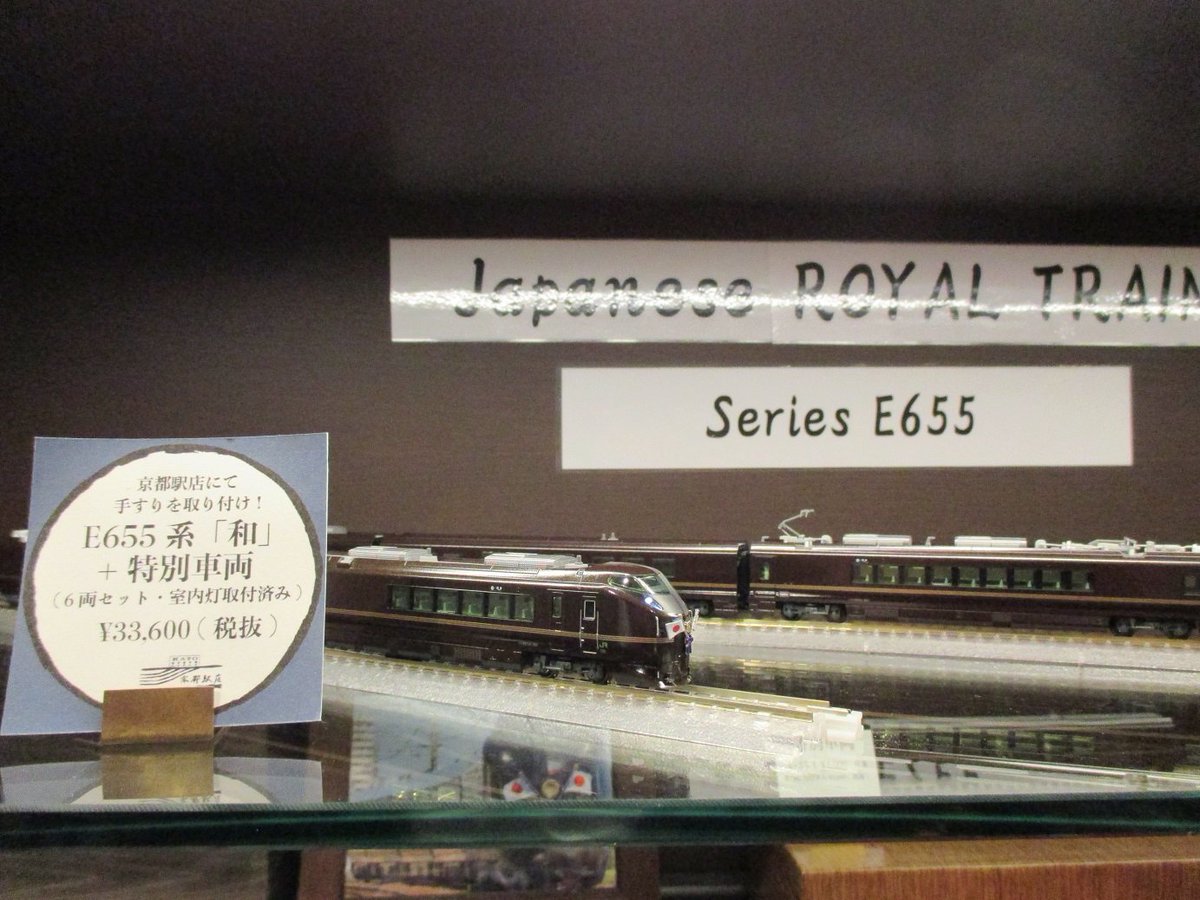 Japanese ROYAL TRAIN
Series E655
京都駅店にて
手すりを取り付け！
E655系「和」
＋特別車両
（6両セット・室内灯取付済み）
¥33,600（税抜）
KATO
京都駅店